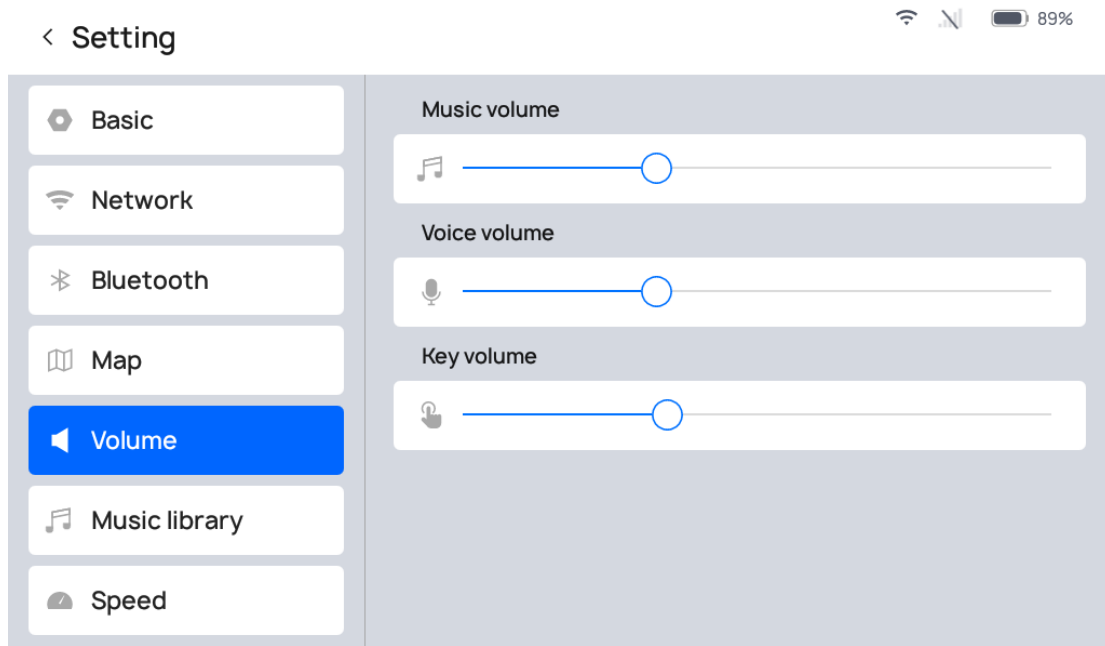 Setting
89%
Basic
Network
Bluetooth
Map
Volume
Music library
Speed
Music volume
Voice volume
Key volume